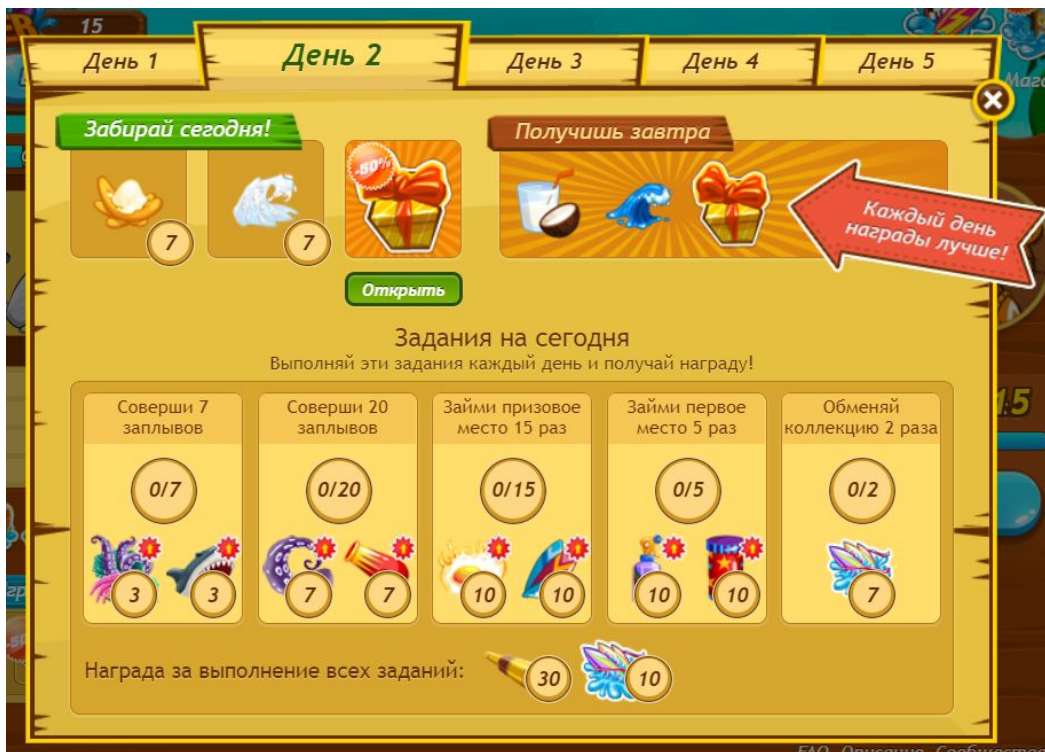 15
День 1
День 2
День 3
День 4
День 5
Забирай сегодня!
Получишь завтра
7
7
-50%
Каждый день
награды лучше!
Открыть
Задания на сегодня
Выполняй эти задания каждый день и получай награду!
Соверши 7
заплывов
Соверши 20
заплывов
Займи призовое
место 15 раз
Займи первое
место 5 раз
Обменяй
коллекцию 2 раза
0/7
0/20
0/15
0/5
0/2
3
3
7
7
10
10
10
10
7
Награда за выполнение всех заданий:
30
10
FAQ Описание